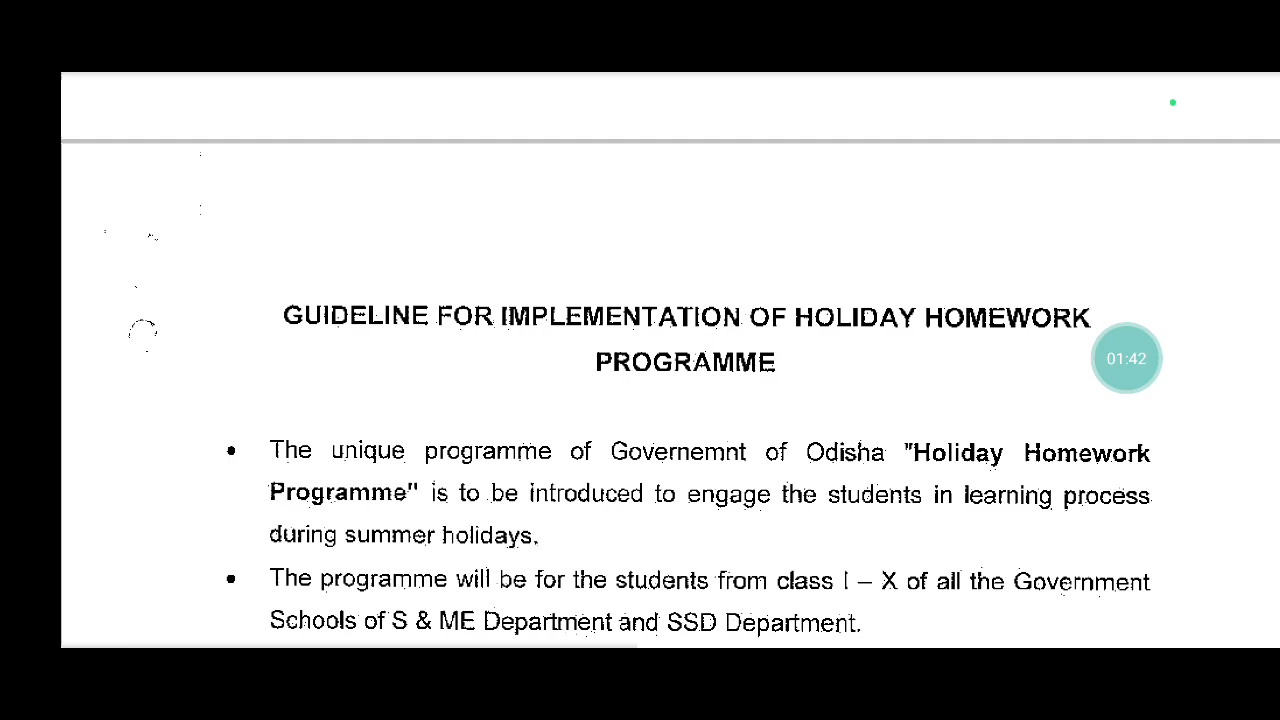 GUIDELINE FOR IMPLEMENTATION OF HOLIDAY HOMEWORK
PROGRAMME
01:42
• The unique programme of Governemnt of Odisha "Holiday Homework
Programme" is to be introduced to engage the students in learning process
during summer holidays.
• The programme will be for the students from class I – X of all the Government
Schools of S & ME Department and SSD Department.